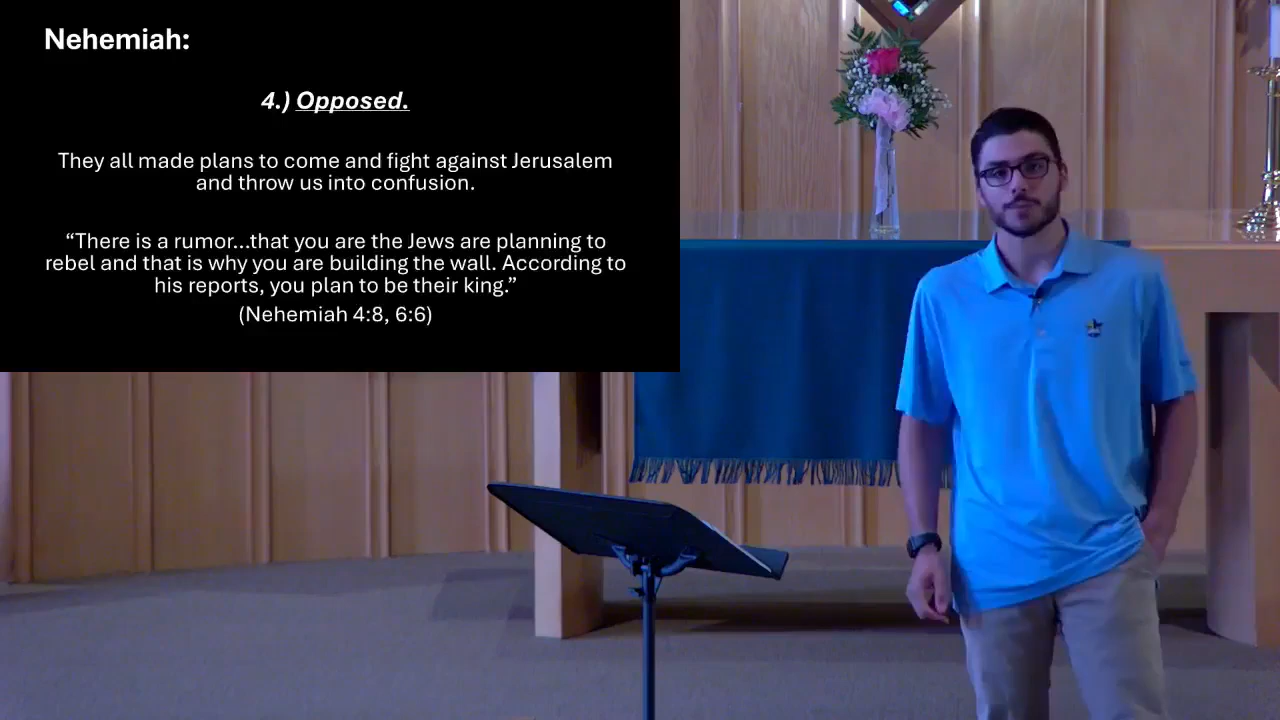 Nehemiah:
4.) Opposed.
They all made plans to come and fight against Jerusalem
and throw us into confusion.
“There is a rumor...that you are the Jews are planning to
rebel and that is why you are building the wall. According to
his reports, you plan to be their king.”
(Nehemiah 4:8, 6:6)